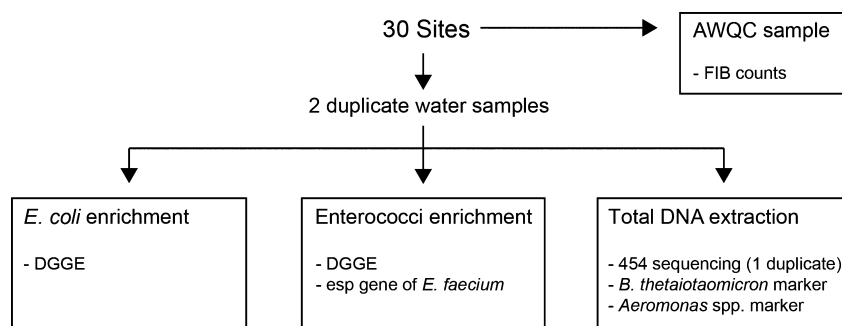 30 Sites
AWQC sample
- FIB counts
2 duplicate water samples
E. coli enrichment
- DGGE
Enterococci enrichment
- DGGE
- esp gene of E. faecium
Total DNA extraction
- 454 sequencing (1 duplicate)
- B. thetaiotaomicron marker
- Aeromonas spp. marker